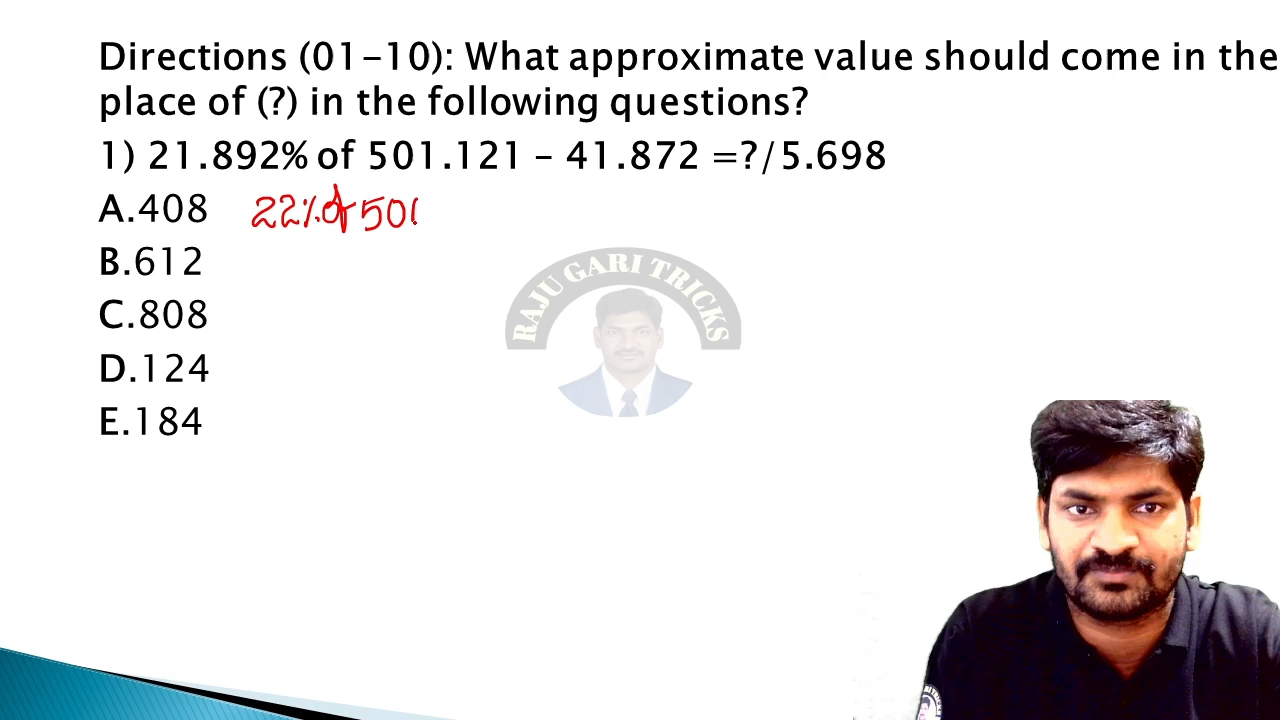 Directions (01-10): What approximate value should come in the
place of (?) in the following questions?
1) 21.892% of 501.121 – 41.872 =?/5.698
A.408 22% of 501
B.612
RAJU GARI TRICKS
C.808
D.124
E.184